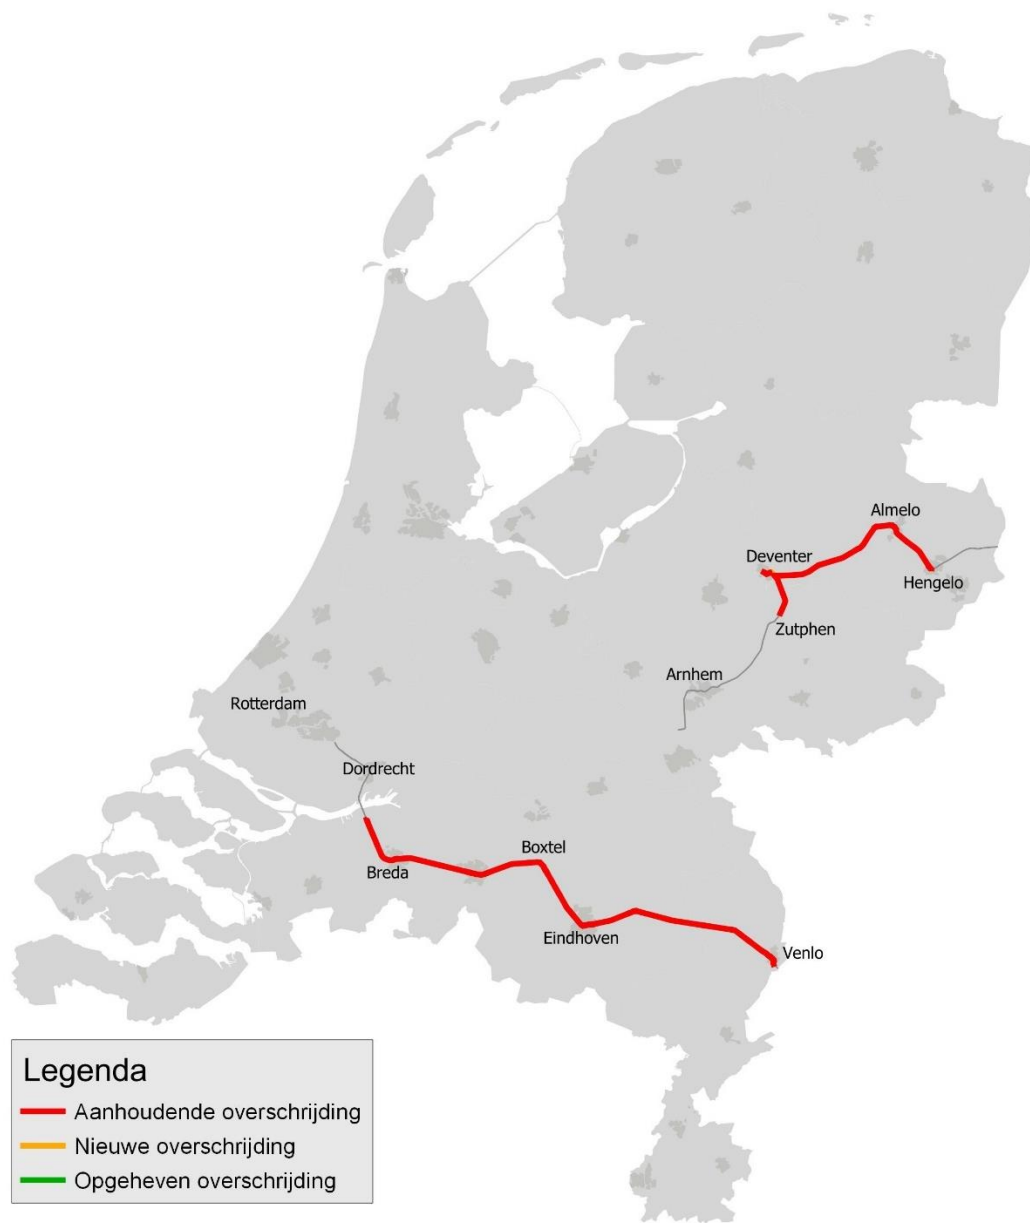 Almelo
Deventer
Hengelo
Zutphen
Arnhem
Rotterdam
Dordrecht
Boxtel
Breda
Eindhoven
Venlo
Legenda
Aanhoudende overschrijding
Nieuwe overschrijding
Opgeheven overschrijding